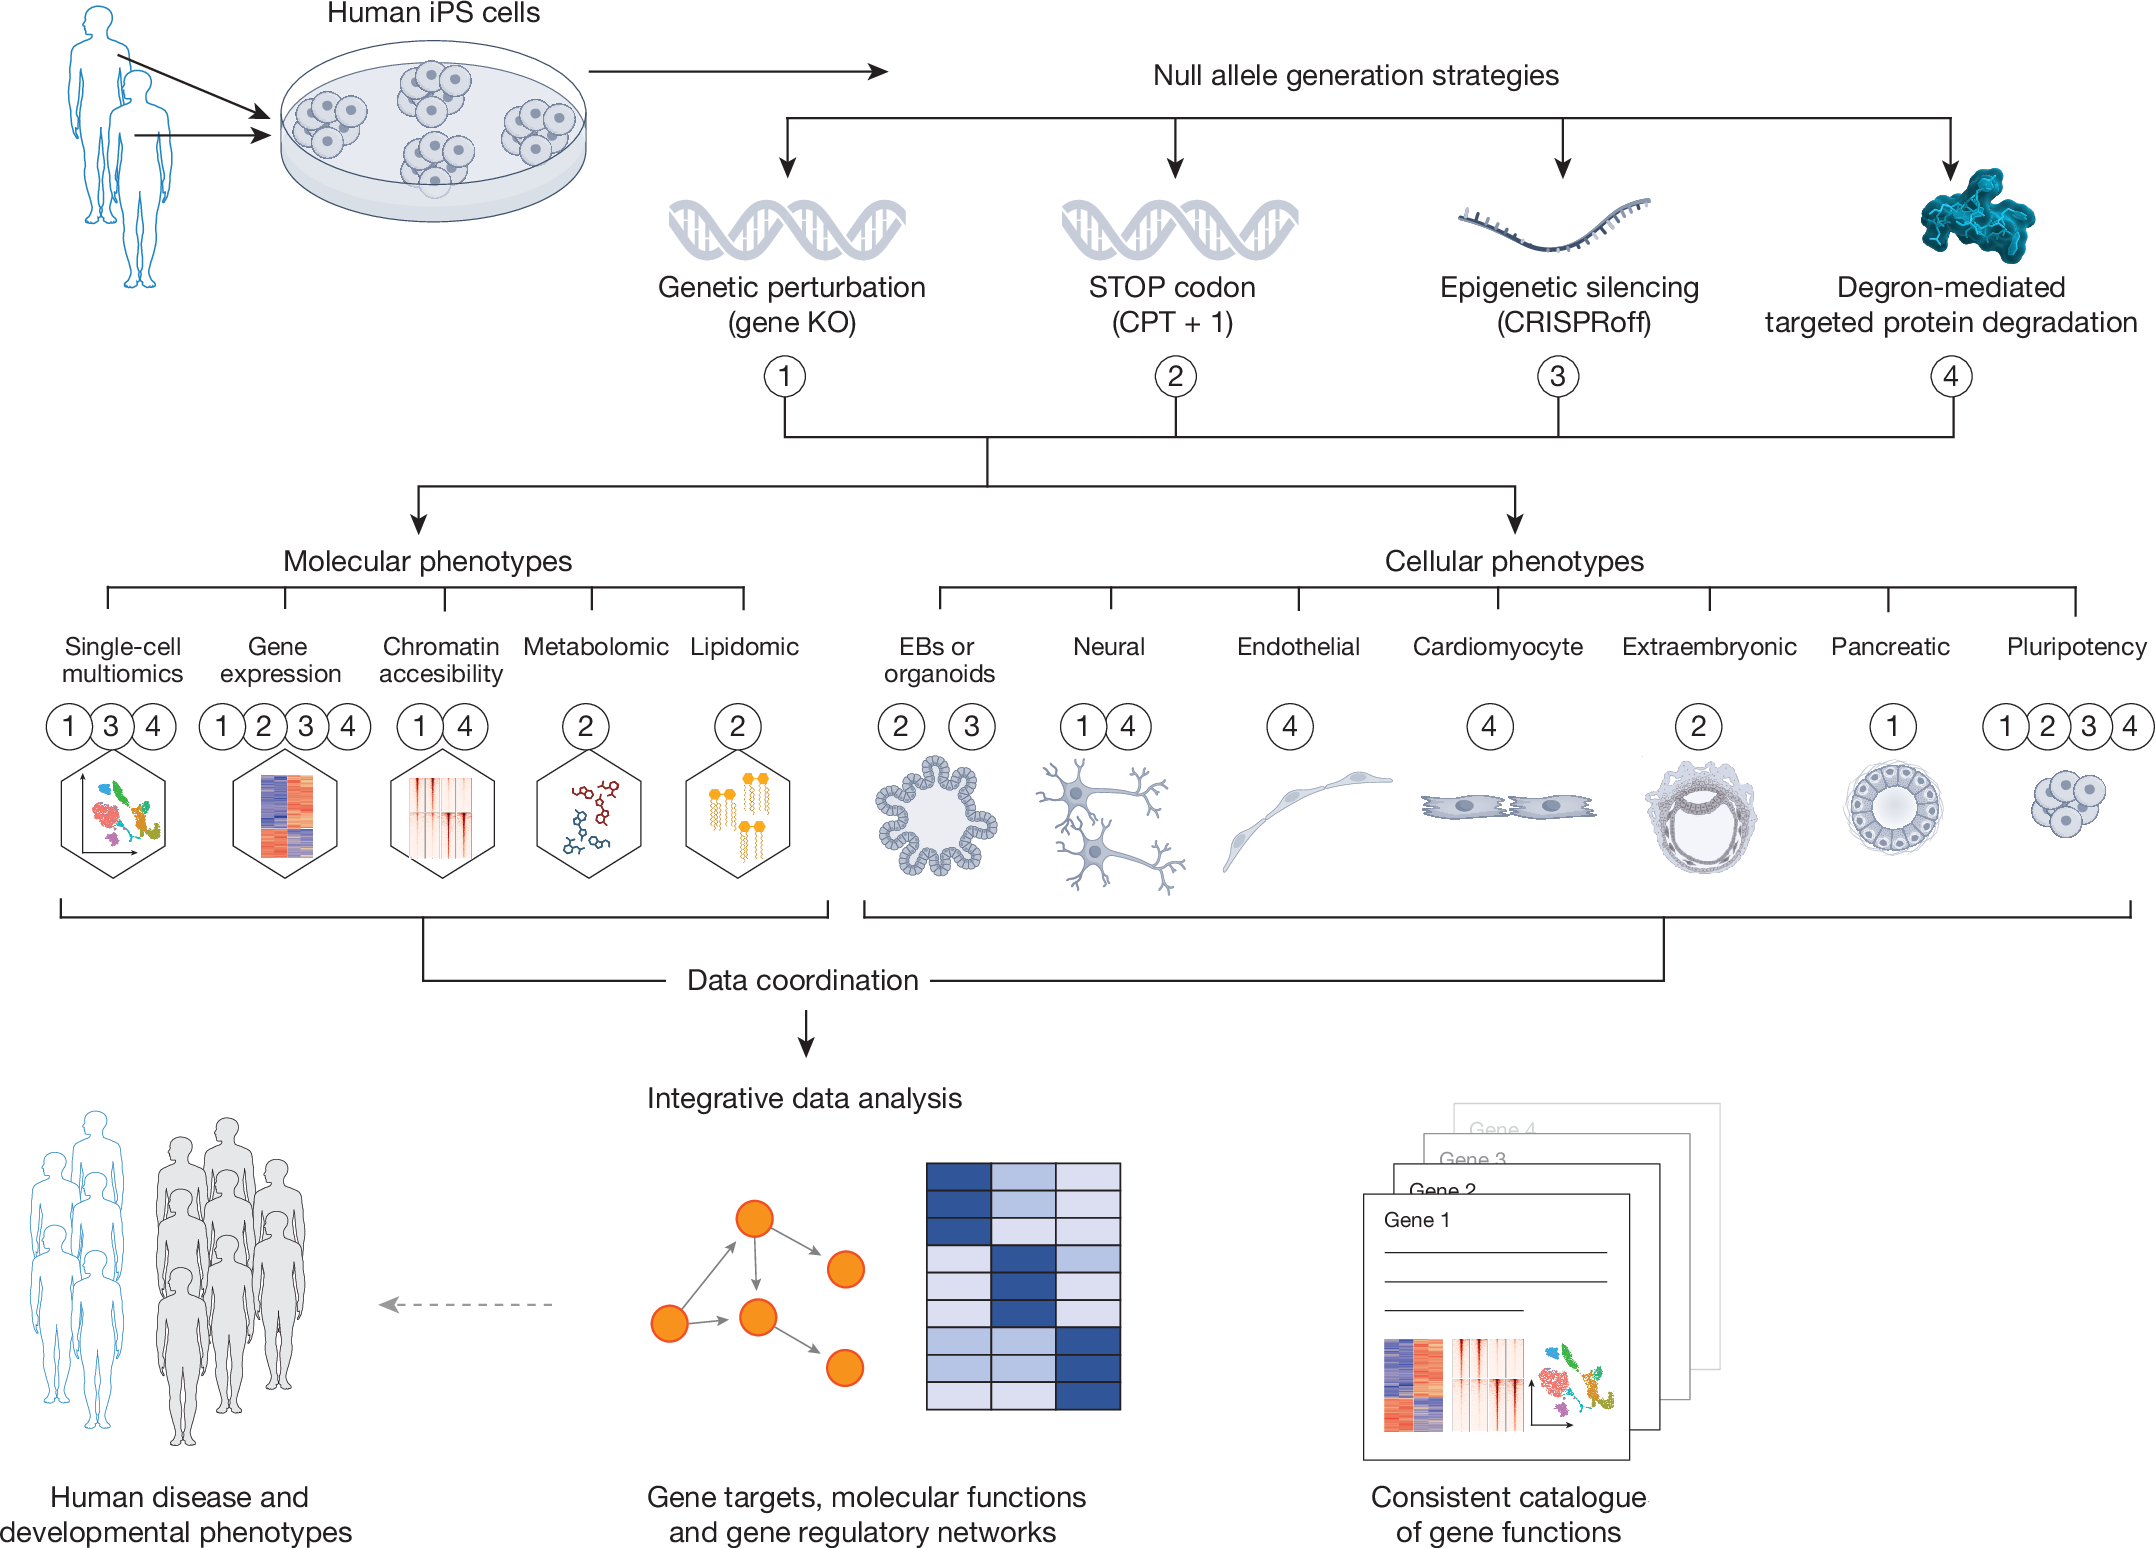 Human iPS cells
Null allele generation strategies
Genetic perturbation
(gene KO)
STOP codon
(CPT + 1)
Epigenetic silencing
(CRISPRoff)
Degron-mediated
targeted protein degradation
1
2
3
4
Molecular phenotypes
Cellular phenotypes
Single-cell
multiomics
Gene
expression
Chromatin
accesibility
Metabolomic
Lipidomic
EBs or
organoids
Neural
Endothelial
Cardiomyocyte
Extraembryonic
Pancreatic
Pluripotency
1 3 4
1 2 3 4
1 4
2
2
2 3
1 4
4
4
2
1
1 2 3 4
Data coordination
Integrative data analysis
Gene 4
Gene 3
Gene 2
Gene 1
Human disease and
developmental phenotypes
Gene targets, molecular functions
and gene regulatory networks
Consistent catalogue
of gene functions